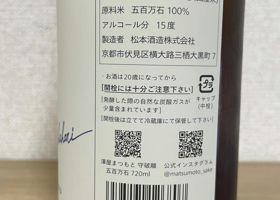 原料米 五百万石 100%
アルコール分 15度
製造者 松本酒造株式会社
京都市伏見区横大路三栖大黒町7
・お酒は20歳になってから
開栓には十分ご注意下さい。
[発酵した際の自然な炭酸ガスが
少量含まれています]
開栓後は立てて冷蔵庫にて保管して下さい。
キャップ
(中栓)
澤屋まつもと 守破離
五百万石 720ml
公式インスタグラム
@matsumoto_sake